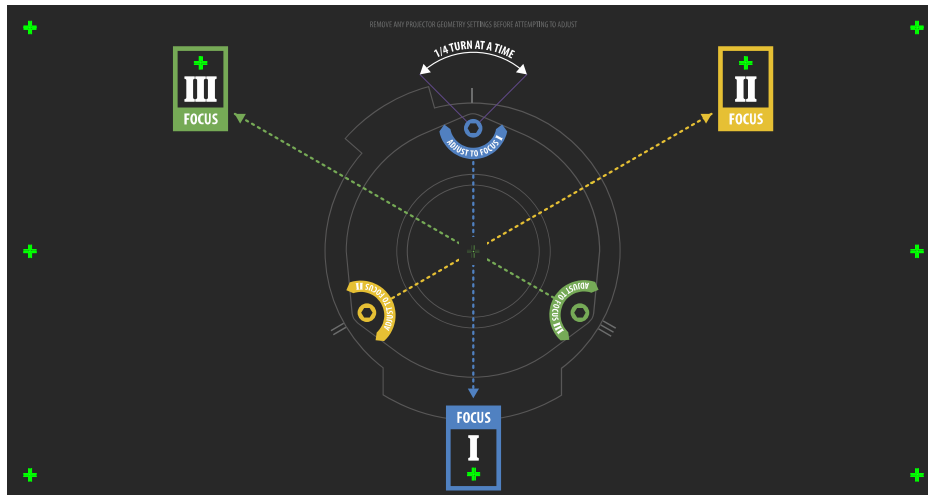 REMOVE ANY PROJECTOR GEOMETRY SETTINGS BEFORE ATTEMPTING TO ADJUST
1/4 TURN AT A TIME
III
FOCUS
II
FOCUS
ADJUST TO FOCUS I
ADJUST TO FOCUS II
ADJUST TO FOCUS III
FOCUS
I